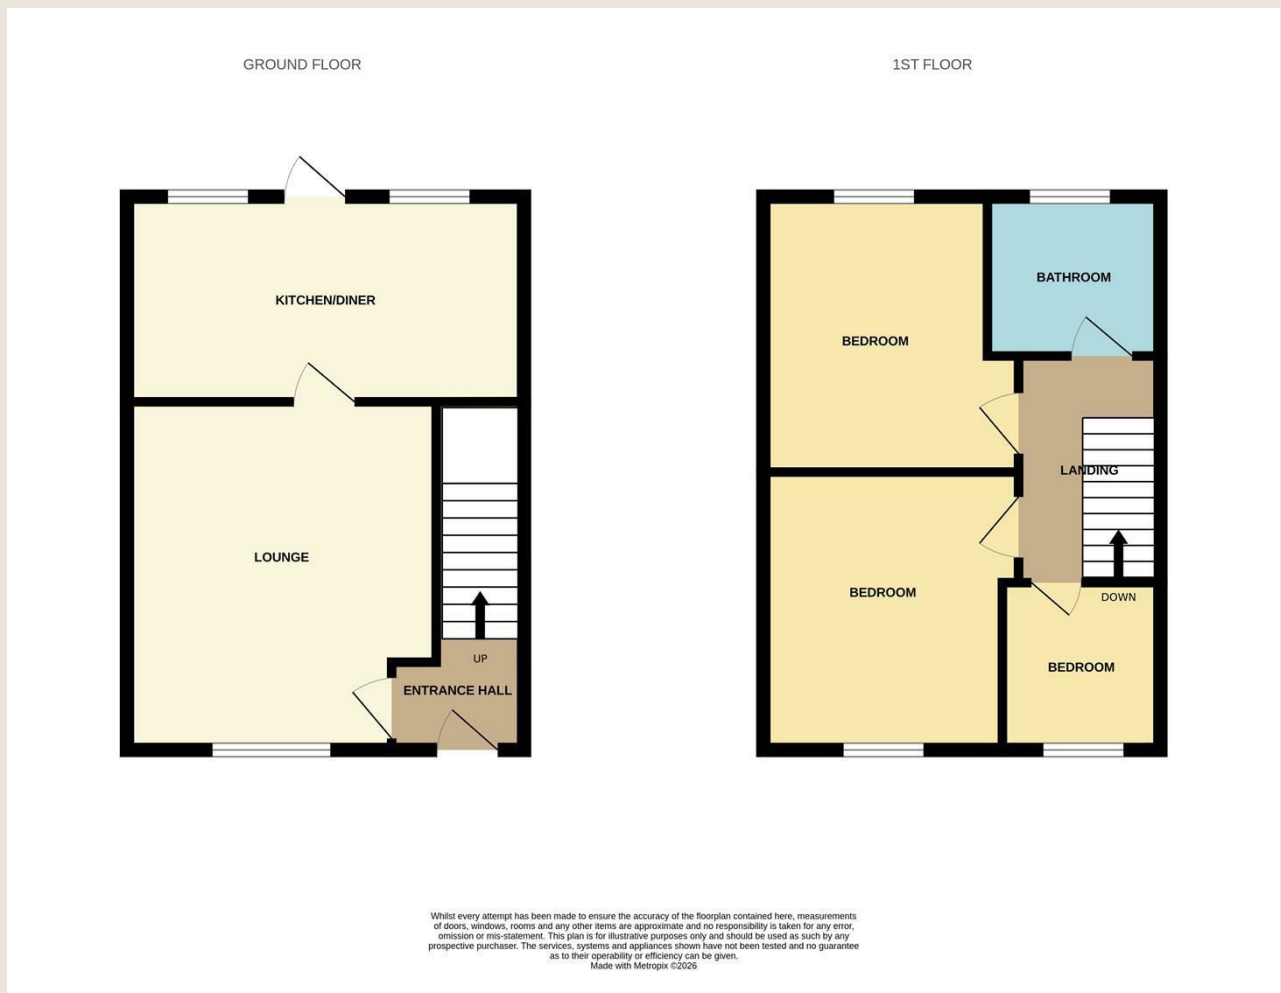 GROUND FLOOR
1ST FLOOR
KITCHEN/DINER
LOUNGE
UP
ENTRANCE HALL
BATHROOM
BEDROOM
LANDING
BEDROOM
DOWN
BEDROOM
Whilst every attempt has been made to ensure the accuracy of the floorplan contained here, measurements
of doors, windows, rooms and any other items are approximate and no responsibility is taken for any error,
omission or mis-statement. This plan is for illustrative purposes only and should be used as such by any
prospective purchaser. The services, systems and appliances shown have not been tested and no guarantee
as to their operability or efficiency can be given.
Made with Metropix ©2026